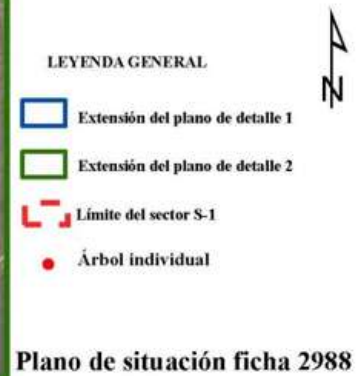 N
LEYENDA GENERAL
Extensión del plano de detalle 1
Extensión del plano de detalle 2
Límite del sector S-1
Árbol individual
Plano de situación ficha 2988